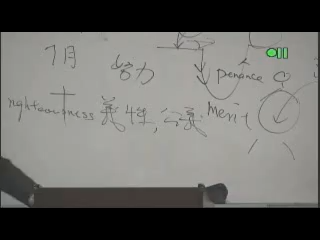 7月 努力 penance
righteousness 義 公義 merit